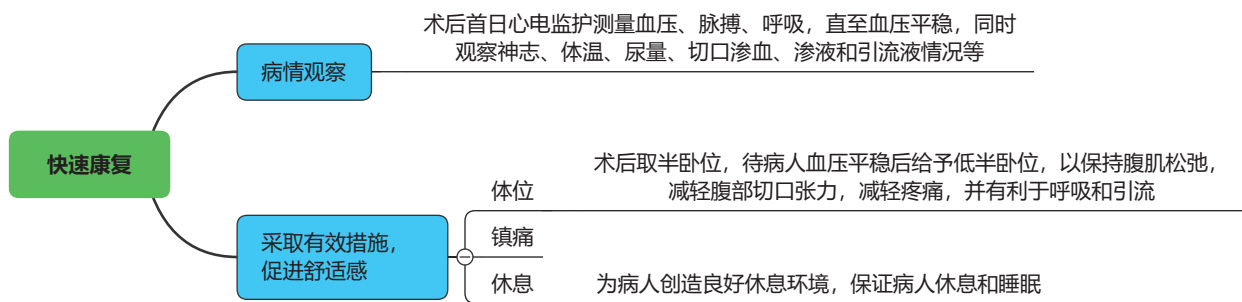 术后首日心电监护测量血压、脉搏、呼吸，直至血压平稳，同时
观察神志、体温、尿量、切口渗血、渗液和引流液情况等
病情观察
快速康复
术后取半卧位，待病人血压平稳后给予低半卧位，以保持腹肌松弛，
减轻腹部切口张力，减轻疼痛，并有利于呼吸和引流
体位
采取有效措施，
促进舒适感
镇痛
休息
为病人创造良好休息环境，保证病人休息和睡眠